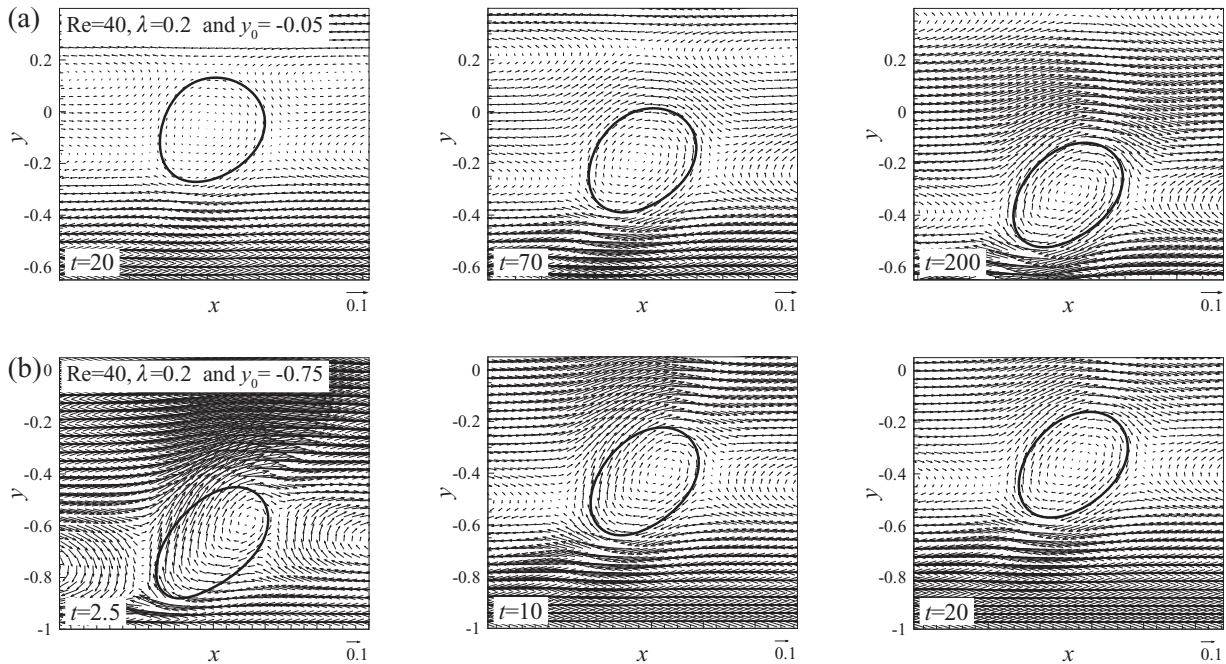 (a) Re=40, λ=0.2 and y₀= -0.05
0.2
0
-0.2
-0.4
-0.6
y
t=20
x
0.1
0.2
0
-0.2
-0.4
-0.6
y
t=70
x
0.1
0.2
0
-0.2
-0.4
-0.6
y
t=200
x
0.1
(b) Re=40, λ=0.2 and y₀= -0.75
0
-0.2
-0.4
-0.6
-0.8
-1
y
t=2.5
x
0.1
0
-0.2
-0.4
-0.6
-0.8
-1
y
t=10
x
0.1
0
-0.2
-0.4
-0.6
-0.8
-1
y
t=20
x
0.1